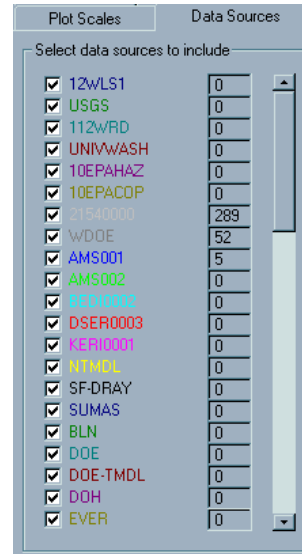 Plot Scales Data Sources
Select data sources to include
12WLS1 0
USGS 0
112WRD 0
UNIVWASH 0
10EPAHAZ 0
10EPACOP 0
21540000 289
WDOE 52
AMS001 5
AMS002 0
BEDI0002 0
DSER0003 0
KERI0001 0
NTMDL 0
SF-DRAY 0
SUMAS 0
BLN 0
DOE 0
DOE-TMDL 0
DOH 0
EVER 0